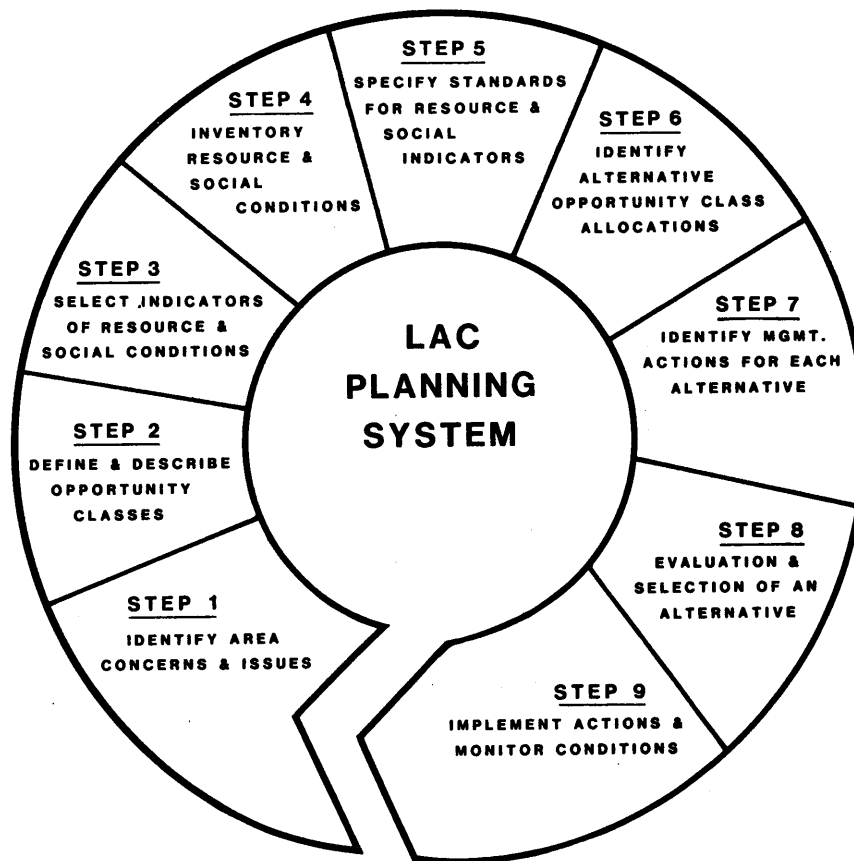 LAC
PLANNING
SYSTEM
STEP 1
IDENTIFY AREA
CONCERNS & ISSUES
STEP 2
DEFINE & DESCRIBE
OPPORTUNITY
CLASSES
STEP 3
SELECT INDICATORS
OF RESOURCE &
SOCIAL CONDITIONS
STEP 4
INVENTORY
RESOURCE &
SOCIAL
CONDITIONS
STEP 5
SPECIFY STANDARDS
FOR RESOURCE &
SOCIAL
INDICATORS
STEP 6
IDENTIFY
ALTERNATIVE
OPPORTUNITY CLASS
ALLOCATIONS
STEP 7
IDENTIFY MGMT.
ACTIONS FOR EACH
ALTERNATIVE
STEP 8
EVALUATION &
SELECTION OF AN
ALTERNATIVE
STEP 9
IMPLEMENT ACTIONS &
MONITOR CONDITIONS